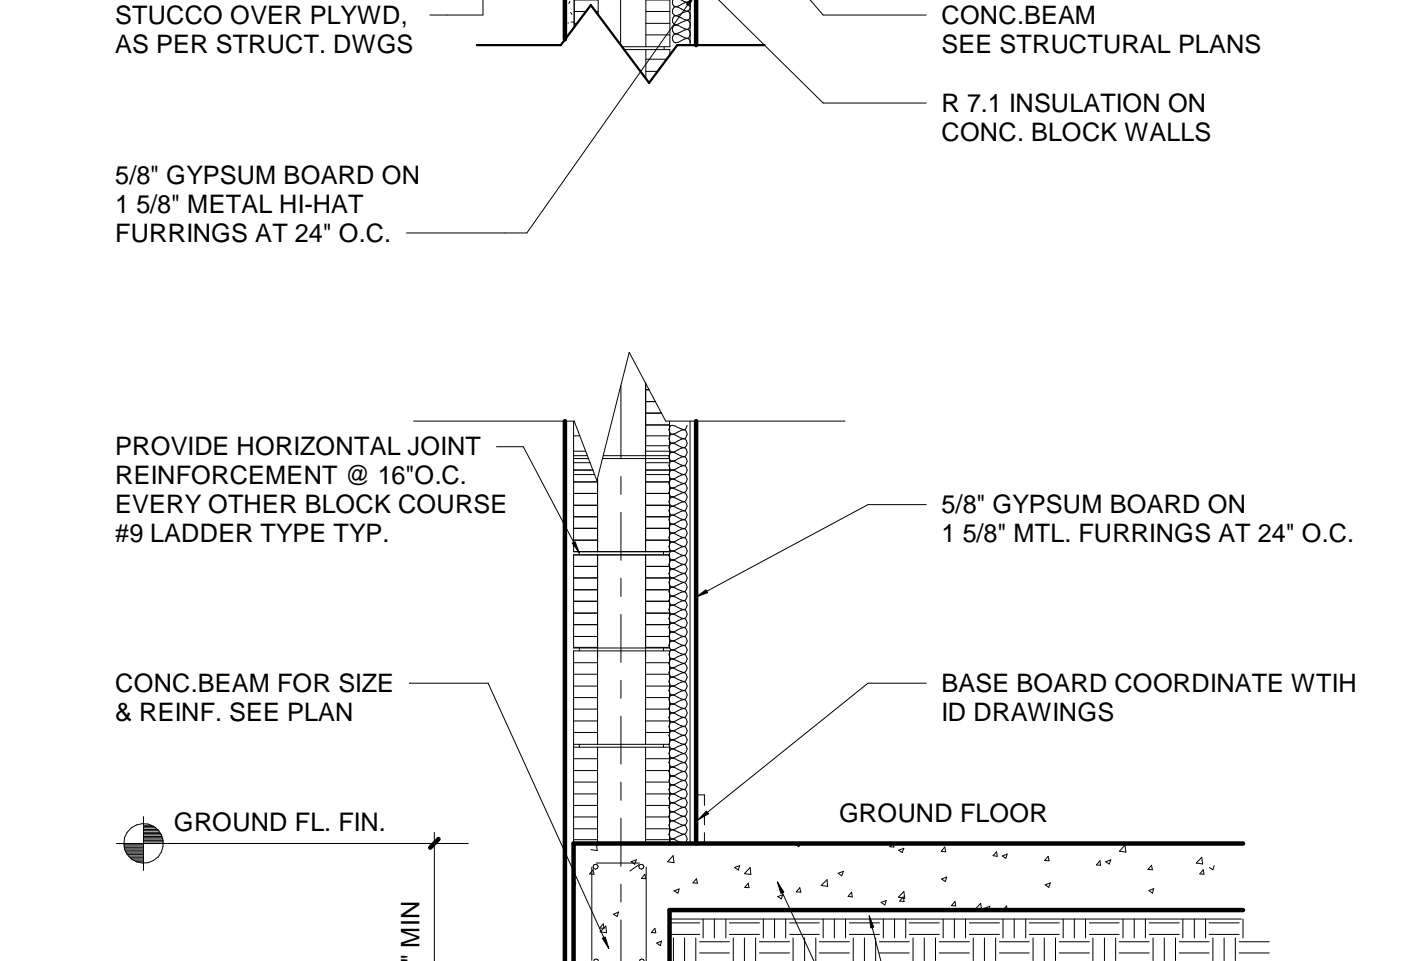 STUCCO OVER PLYWD,
AS PER STRUCT. DWGS
CONC.BEAM
SEE STRUCTURAL PLANS
R 7.1 INSULATION ON
CONC. BLOCK WALLS
5/8" GYPSUM BOARD ON
1 5/8" METAL HI-HAT
FURRINGS AT 24" O.C.
PROVIDE HORIZONTAL JOINT
REINFORCEMENT @ 16"O.C.
EVERY OTHER BLOCK COURSE
#9 LADDER TYPE TYP.
5/8" GYPSUM BOARD ON
1 5/8" MTL. FURRINGS AT 24" O.C.
CONC.BEAM FOR SIZE
& REINF. SEE PLAN
BASE BOARD COORDINATE WTIH
ID DRAWINGS
GROUND FL. FIN.
GROUND FLOOR
" MIN